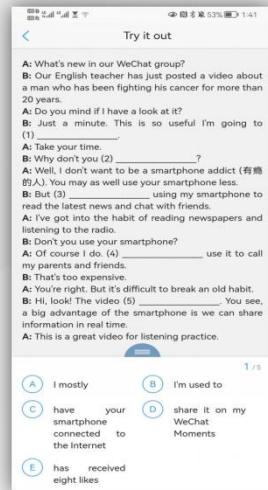 53% 1:41
Try it out
A: What's new in our WeChat group?
B: Our English teacher has just posted a video about
a man who has been fighting his cancer for more than
20 years.
A: Do you mind if I have a look at it?
B: Just a minute. This is so useful I'm going to
(1) ____________.
A: Take your time.
B: Why don't you (2) ____________?
A: Well, I don't want to be a smartphone addict (有瘾
的人). You may as well use your smartphone less.
B: But (3) ____________ using my smartphone to
read the latest news and chat with friends.
A: I've got into the habit of reading newspapers and
listening to the radio.
B: Don't you use your smartphone?
A: Of course I do. (4) ____________ use it to call
my parents and friends.
B: That's too expensive.
A: You're right. But it's difficult to break an old habit.
B: Hi, look! The video (5) ____________. You see,
a big advantage of the smartphone is we can share
information in real time.
A: This is a great video for listening practice.
1/5
A I mostly
B I'm used to
C have your
smartphone
connected to
the Internet
D share it on my
WeChat
Moments
E has received
eight likes